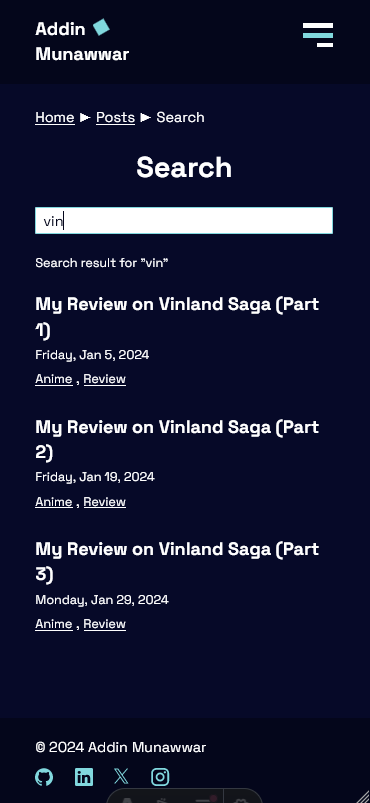 Addin
Munawwar
Home ► Posts ► Search
Search
vin
Search result for "vin"
My Review on Vinland Saga (Part
1)
Friday, Jan 5, 2024
Anime , Review
My Review on Vinland Saga (Part
2)
Friday, Jan 19, 2024
Anime , Review
My Review on Vinland Saga (Part
3)
Monday, Jan 29, 2024
Anime , Review
© 2024 Addin Munawwar